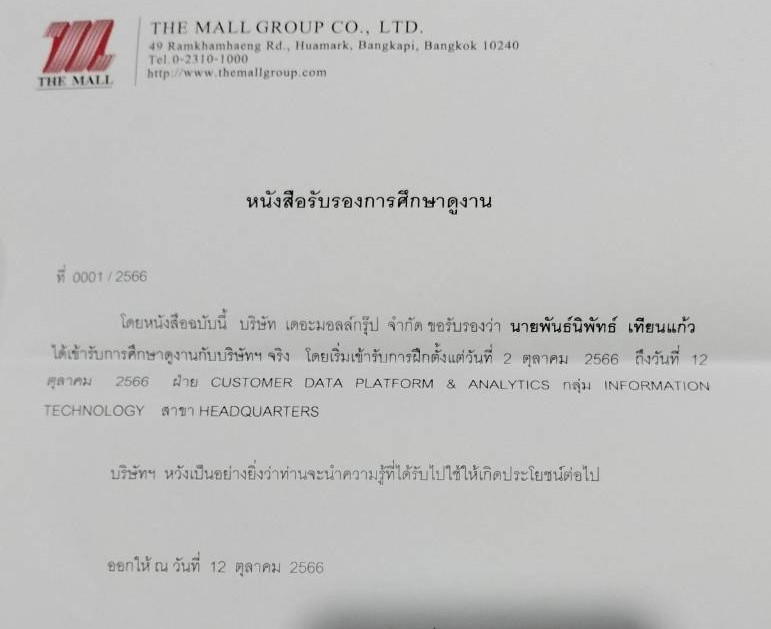 THE MALL GROUP CO., LTD.
49 Ramkhamhaeng Rd., Huamark, Bangkapi, Bangkok 10240
Tel.0-2310-1000
http://www.themallgroup.com
THE MALL
หนังสือรับรองการศึกษาดูงาน
ที่ 0001 / 2566
โดยหนังสือฉบับนี้ บริษัท เดอะมอลล์กรุ๊ป จำกัด ขอรับรองว่า นายพันธ์นิพัทธ์ เทียนแก้ว
ได้เข้ารับการศึกษาดูงานกับบริษัทฯ จริง โดยเริ่มเข้ารับการฝึกตั้งแต่วันที่ 2 ตุลาคม 2566 ถึงวันที่ 12
ตุลาคม 2566 ฝ่าย CUSTOMER DATA PLATFORM & ANALYTICS กลุ่ม INFORMATION
TECHNOLOGY สาขา HEADQUARTERS
บริษัทฯ หวังเป็นอย่างยิ่งว่าท่านจะนำความรู้ที่ได้รับไปใช้ให้เกิดประโยชน์ต่อไป
ออกให้ ณ วันที่ 12 ตุลาคม 2566